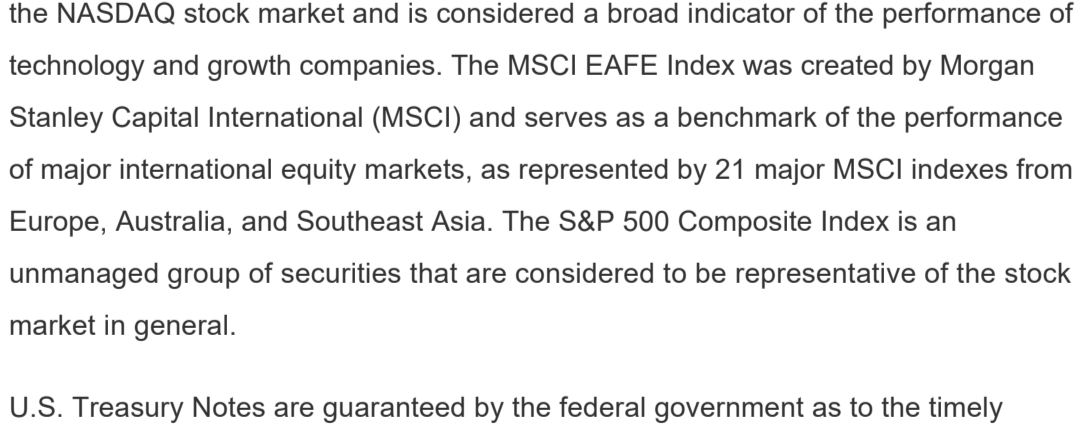 the NASDAQ stock market and is considered a broad indicator of the performance of
technology and growth companies. The MSCI EAFE Index was created by Morgan
Stanley Capital International (MSCI) and serves as a benchmark of the performance
of major international equity markets, as represented by 21 major MSCI indexes from
Europe, Australia, and Southeast Asia. The S&P 500 Composite Index is an
unmanaged group of securities that are considered to be representative of the stock
market in general.
U.S. Treasury Notes are guaranteed by the federal government as to the timely